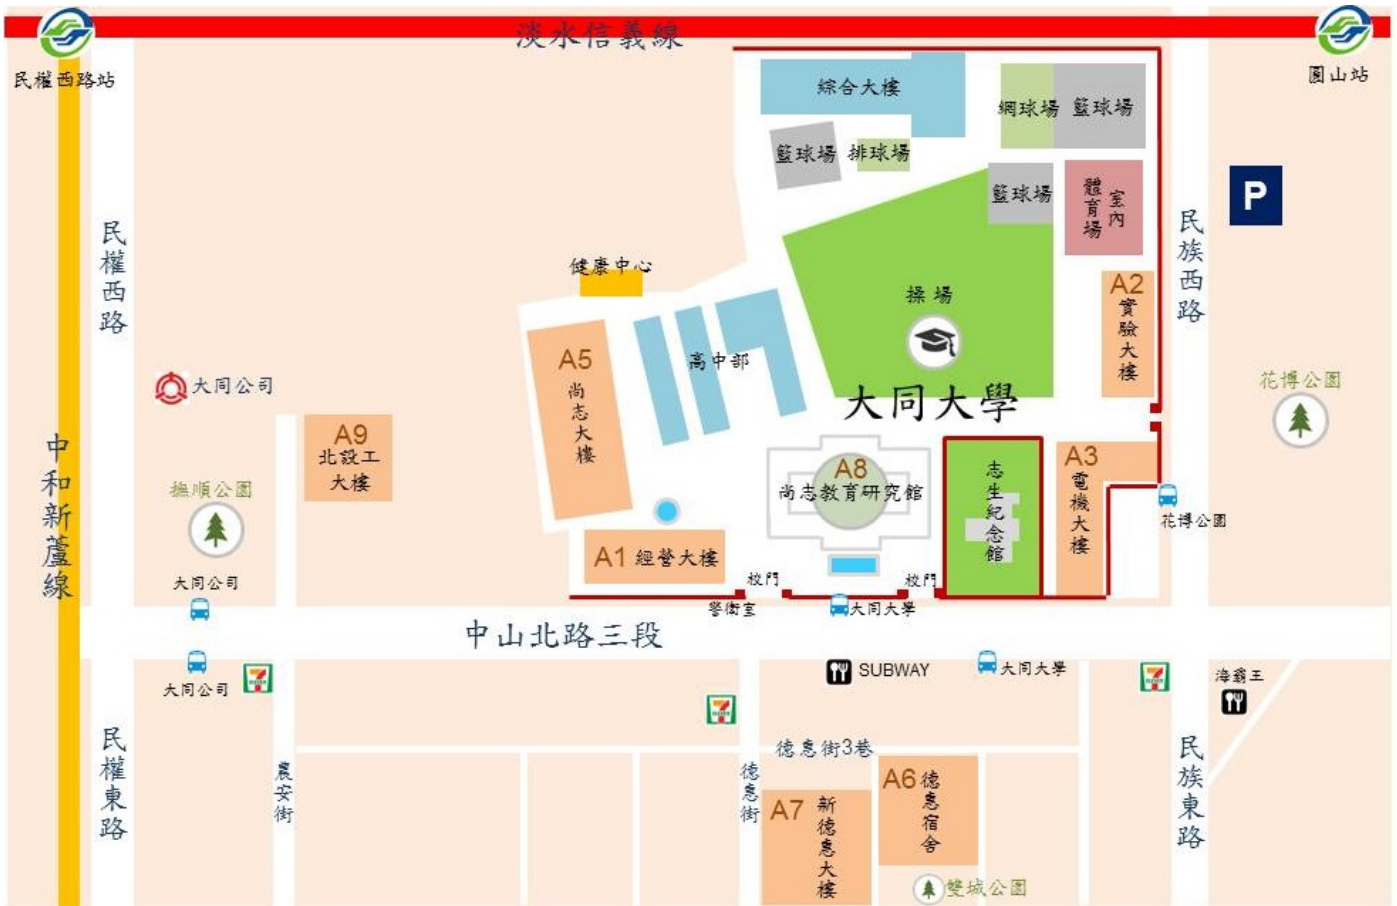 淡水信義線
民權西路站
圓山站
綜合大樓
網球場
籃球場
籃球場
排球場
籃球場
室內
體育場
P
民權西路
民族西路
健康中心
操場
A2
實驗大樓
A5
尚志大樓
高中部
大同大學
花博公園
大同公司
A9
北設工
大樓
中和新蘆線
撫順公園
A8
尚志教育研究館
志生紀念館
A3
電機大樓
花博公園
A1 經營大樓
大同公司
校門
校門
警衛室
大同大學
中山北路三段
大同公司
SUBWAY
大同大學
海霸王
民權東路
農安街
德惠街3巷
德惠街
A7
新德惠大樓
A6
德惠宿舍
民族東路
雙城公園